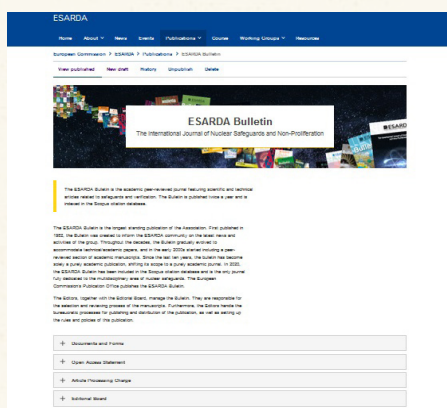 ESARDA
Home About News Events Publications Course Working Groups Resources
European Commission > ESARDA > Publications > ESARDA Bulletin
View published New draft History Unpublish Delete
ESARDA Bulletin
The International Journal of Nuclear Safeguards and Non-Proliferation
The ESARDA Bulletin is the academic peer-reviewed journal featuring scientific and technical
articles related to safeguards and verification. The Bulletin is published twice a year and is
indexed in the Scopus citation database.
The ESARDA Bulletin is the longest standing publication of the Association. First published in
1982, the Bulletin was created to inform the ESARDA community on the latest news and
activities of the group. Throughout the decades, the Bulletin gradually evolved to
accommodate technical/academic papers, and in the early 2000s started including a peer-
reviewed section of academic manuscripts. Since the last ten years, the bulletin has become
solely a purely academic publication, shifting its scope to a purely academic journal. In 2020,
the ESARDA Bulletin has been included in the Scopus citation database and is the only journal
fully dedicated to the multidisciplinary area of nuclear safeguards. The European
Commission's Publication Office publishes the ESARDA Bulletin.
The Editors, together with the Editorial Board, manage the Bulletin. They are responsible for
the selection and reviewing process of the manuscripts. Furthermore, the Editors handle the
bureaucratic processes for publishing and distribution of the publication, as well as setting up
the rules and policies of this publication.
+ Documents and Forms
+ Open Access Statement
+ Article Processing Charge
+ Editorial Board